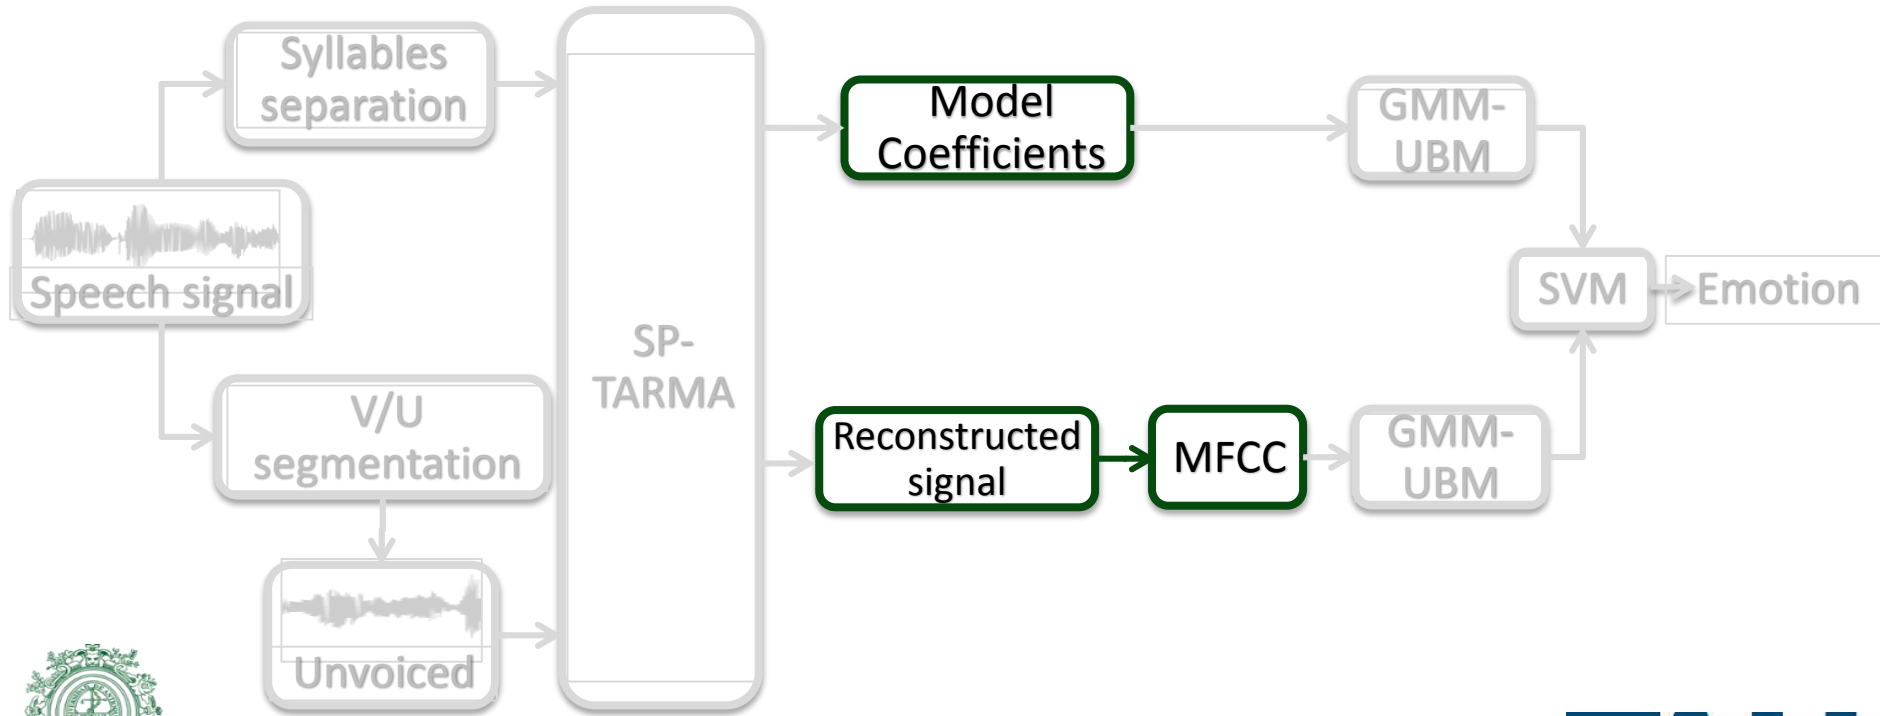 Syllables
separation
Speech signal
V/U
segmentation
Unvoiced
SP-
TARMA
Model
Coefficients
Reconstructed
signal
MFCC
GMM-
UBM
GMM-
UBM
SVM
Emotion